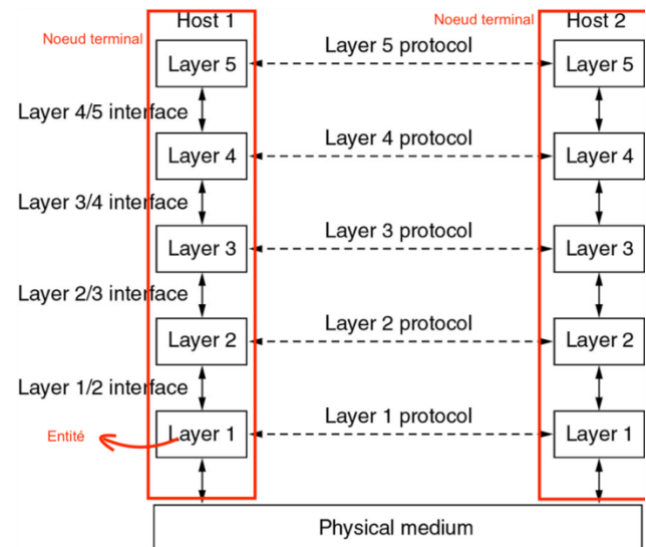 Noeud terminal
Host 1
Noeud terminal
Host 2
Layer 5
Layer 5 protocol
Layer 5
Layer 4/5 interface
Layer 4
Layer 4 protocol
Layer 4
Layer 3/4 interface
Layer 3
Layer 3 protocol
Layer 3
Layer 2/3 interface
Layer 2
Layer 2 protocol
Layer 2
Layer 1/2 interface
Entité
Layer 1
Layer 1 protocol
Layer 1
Physical medium